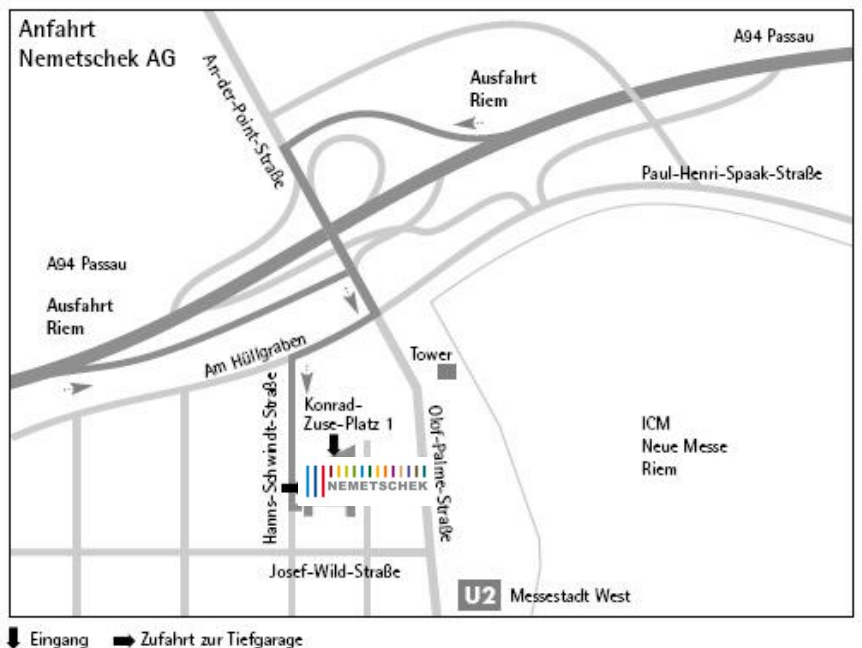 Anfahrt
Nemetschek AG
A94 Passau
An-der-Point-Straße
Ausfahrt
Riem
Paul-Henri-Spaak-Straße
A94 Passau
Ausfahrt
Riem
Am Hüllgraben
Tower
Hanns-Schwindt-Straße
Konrad-
Zuse-Platz 1
Olof-Palme-Straße
ICM
Neue Messe
Riem
NEMETSCHEK
Josef-Wild-Straße
U2 Messestadt West
Eingang Zufahrt zur Tiefgarage